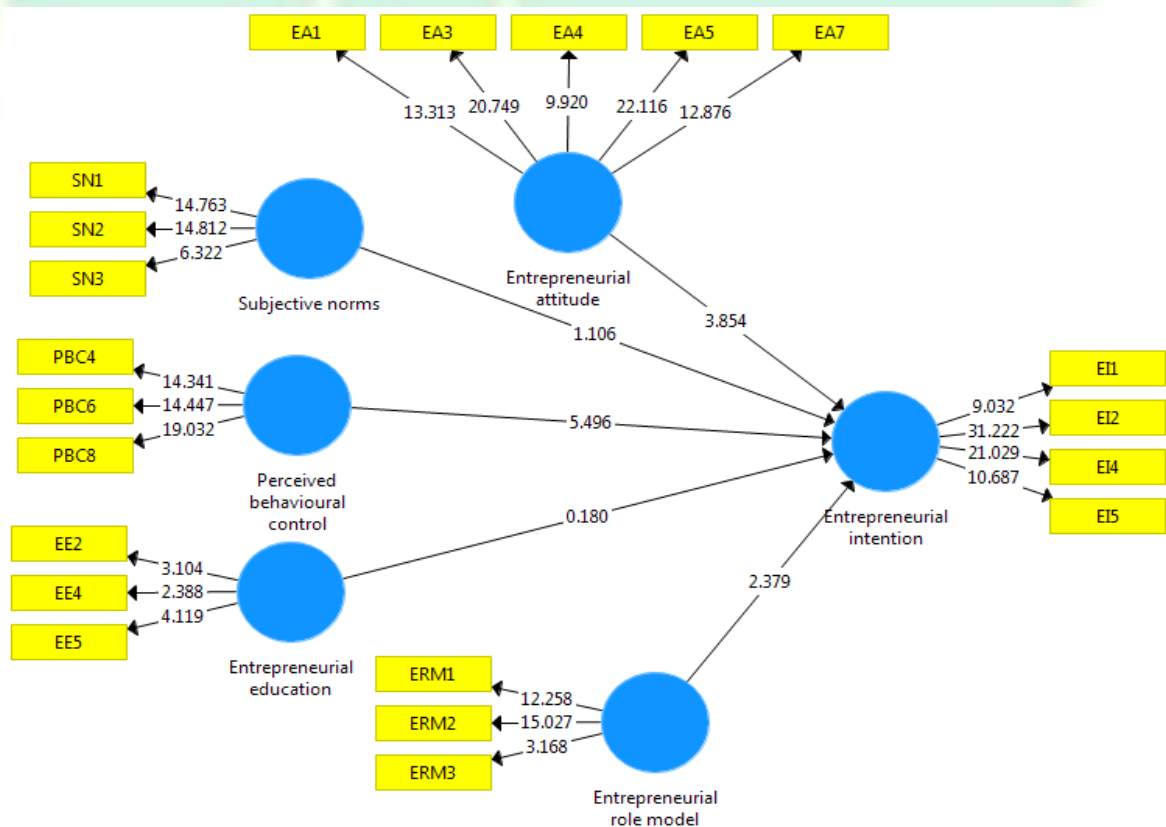 EA1
EA3
EA4
EA5
EA7
13.313
20.749
9.920
22.116
12.876
SN1
SN2
SN3
14.763
14.812
6.322
Subjective norms
Entrepreneurial
attitude
1.106
3.854
PBC4
PBC6
PBC8
14.341
14.447
19.032
Perceived
behavioural
control
5.496
EI1
EI2
EI4
EI5
9.032
31.222
21.029
10.687
Entrepreneurial
intention
EE2
EE4
EE5
3.104
2.388
4.119
Entrepreneurial
education
0.180
2.379
ERM1
ERM2
ERM3
12.258
15.027
3.168
Entrepreneurial
role model